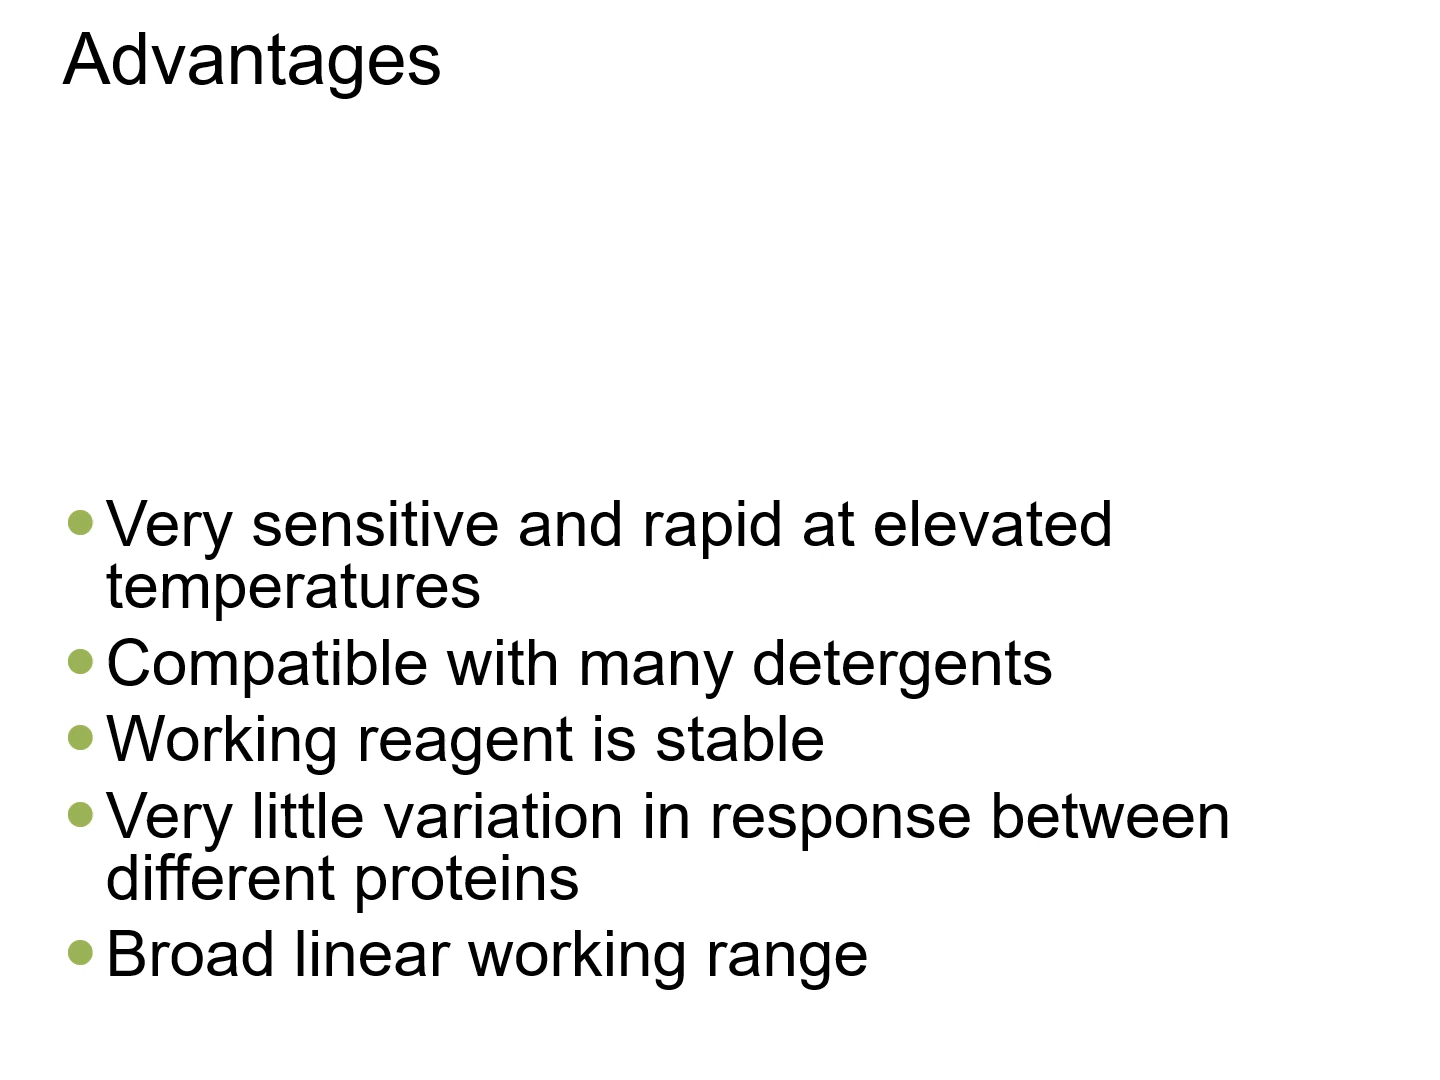 Advantages
• Very sensitive and rapid at elevated
temperatures
• Compatible with many detergents
• Working reagent is stable
• Very little variation in response between
different proteins
• Broad linear working range